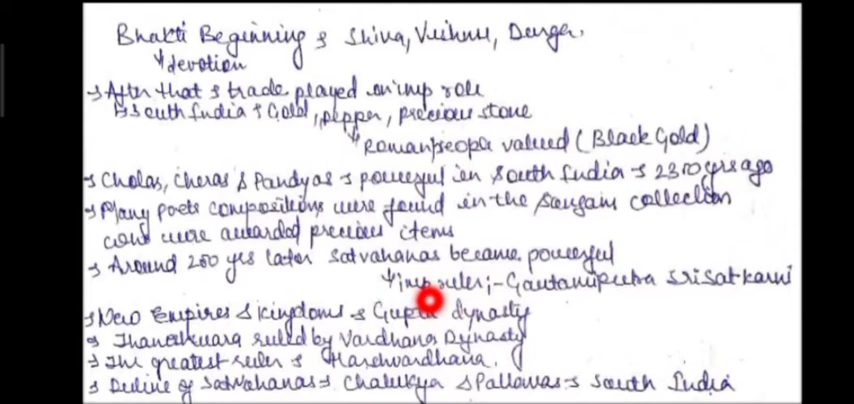 Bhakti Beginning → Shiva, Vishnu, Durga.
↓devotion
→ After that → trade played an imp role
↳ South India → Gold, pepper, precious stone
↳ Roman people valued (Black Gold)
→ Cholas, Cheras & Pandyas → powerful in South India → 2300 yrs ago
→ Many poets compositions were found in the Sangam collection
were awarded precious items
→ Around 200 yrs later Satvahanas became powerful
↳ imp ruler;- Gautamiputra Sri Satkarni
→ New Empires & kingdoms → Gupta dynasty
→ Thaneshwara ruled by Vardhana Dynasty
→ The greatest ruler → Harshvardhana.
→ Decline of Satvahanas → Chalukya & Pallavas → South India